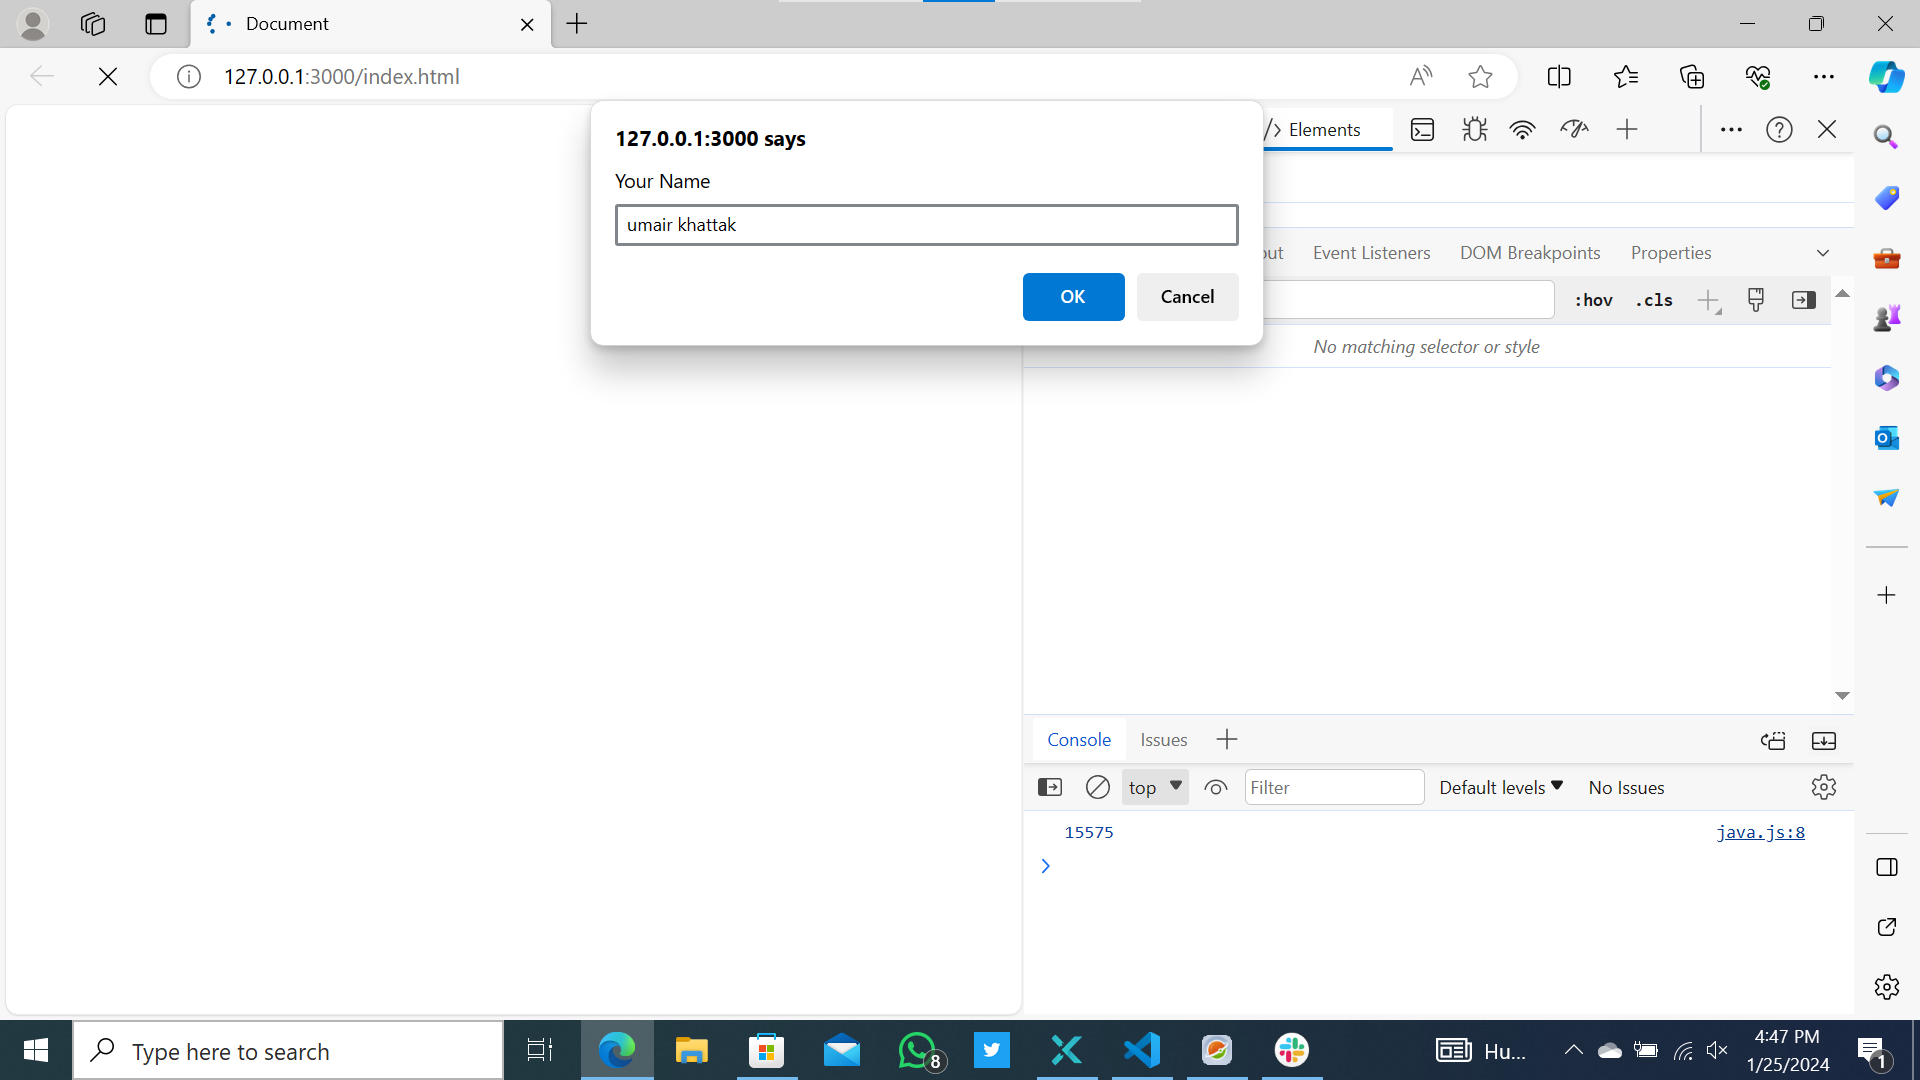 Document
127.0.0.1:3000/index.html
127.0.0.1:3000 says
Your Name
umair khattak
OK
Cancel
Elements
Event Listeners
DOM Breakpoints
Properties
:hov
.cls
No matching selector or style
Console
Issues
top
Filter
Default levels
No Issues
15575
java.js:8
Type here to search
8
Hu...
4:47 PM
1/25/2024
1